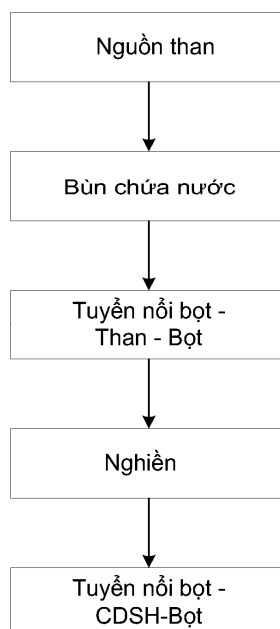 Nguồn than
Bùn chứa nước
Tuyển nổi bọt -
Than - Bọt
Nghiền
Tuyển nổi bọt -
CDSH-Bọt